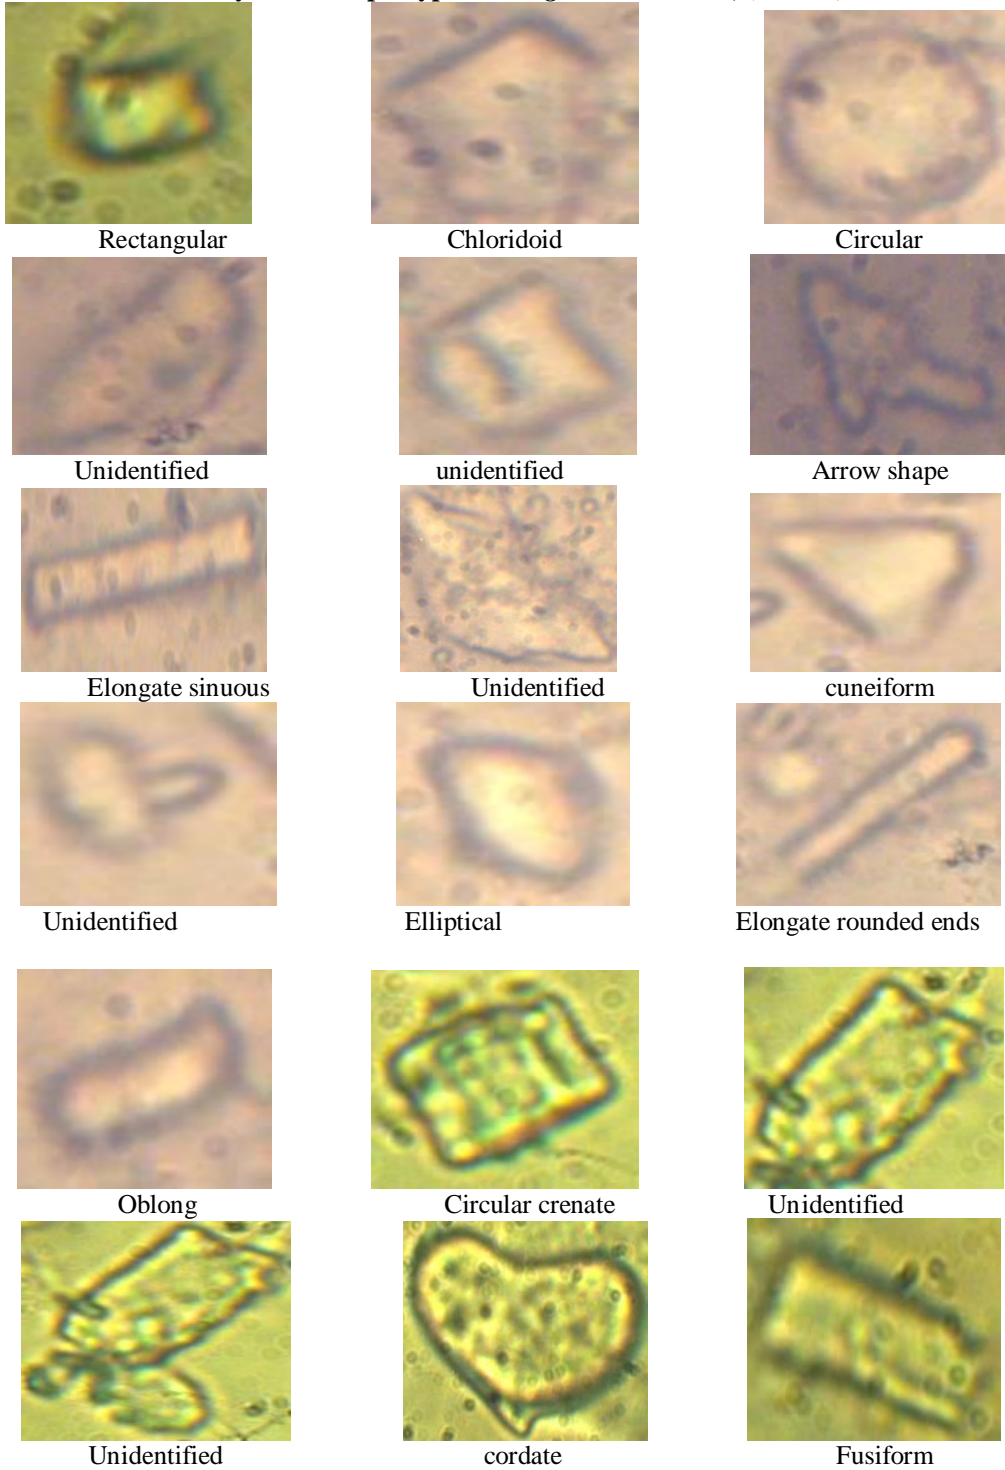 Rectangular Chloridoid Circular
Unidentified unidentified Arrow shape
Elongate sinuous Unidentified cuneiform
Unidentified Elliptical Elongate rounded ends
Oblong Circular crenate Unidentified
Unidentified cordate Fusiform